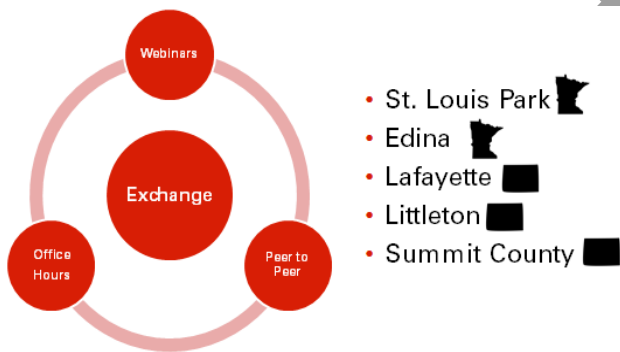 Webinars
Exchange
Office
Hours
Peer to
Peer
• St. Louis Park
• Edina
• Lafayette
• Littleton
• Summit County